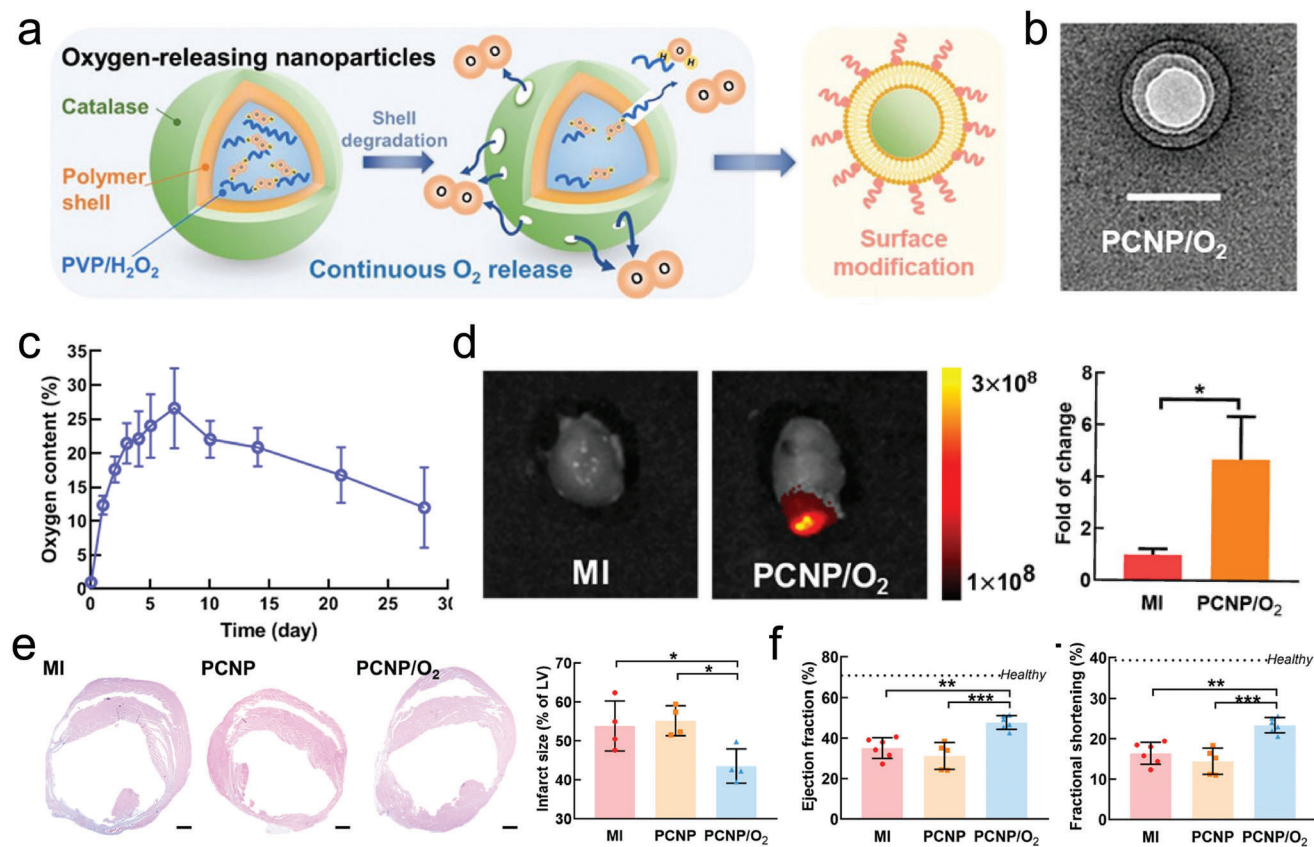 a
Oxygen-releasing nanoparticles
Catalase
Polymer
shell
PVP/H₂O₂
Shell
degradation
Continuous O₂ release
O O
O H H
O O
O O
O O
Surface
modification
b
PCNP/O₂
c
Oxygen content (%)
35
30
25
20
15
10
5
0
0 5 10 15 20 25 30
Time (day)
d
MI
PCNP/O₂
3×10⁸
1×10⁸
Fold of change
8
6
4
2
0
*
MI PCNP/O₂
e
MI PCNP PCNP/O₂
Infarct size (% of LV)
70
60
50
40
30
*
*
MI PCNP PCNP/O₂
f
Ejection fraction (%)
80
60
40
20
0
Healthy
**
***
MI PCNP PCNP/O₂
Fractional shortening (%)
40
30
20
10
0
Healthy
**
***
MI PCNP PCNP/O₂